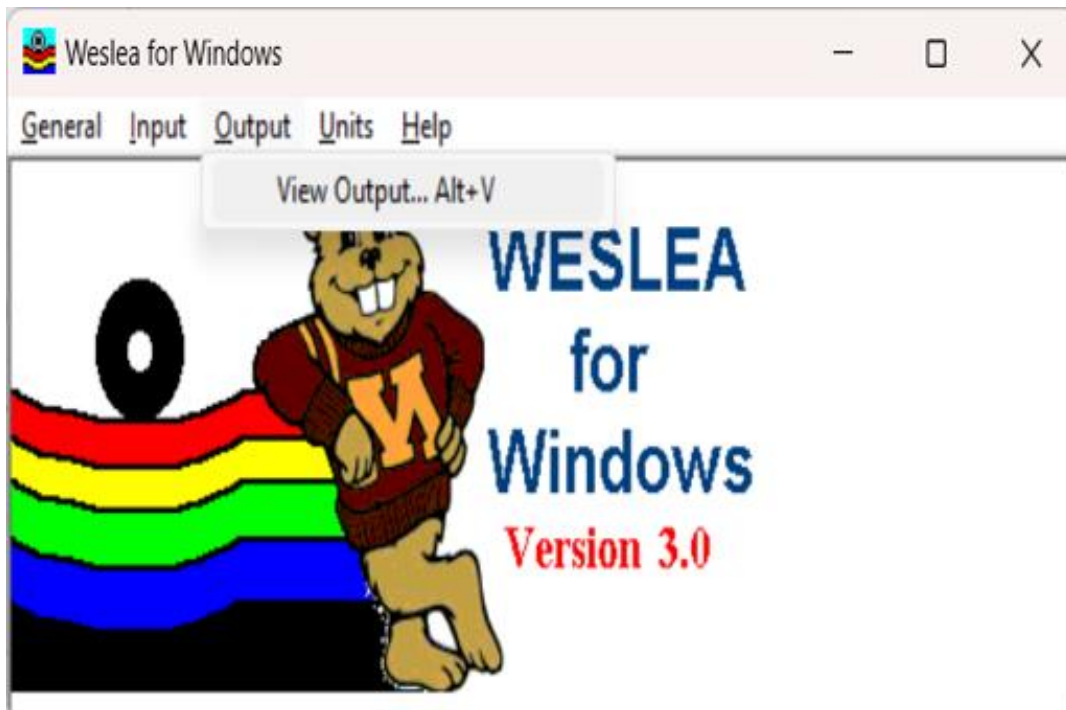 Weslea for Windows
General Input Output Units Help
View Output... Alt+V
WESLEA
for
Windows
Version 3.0